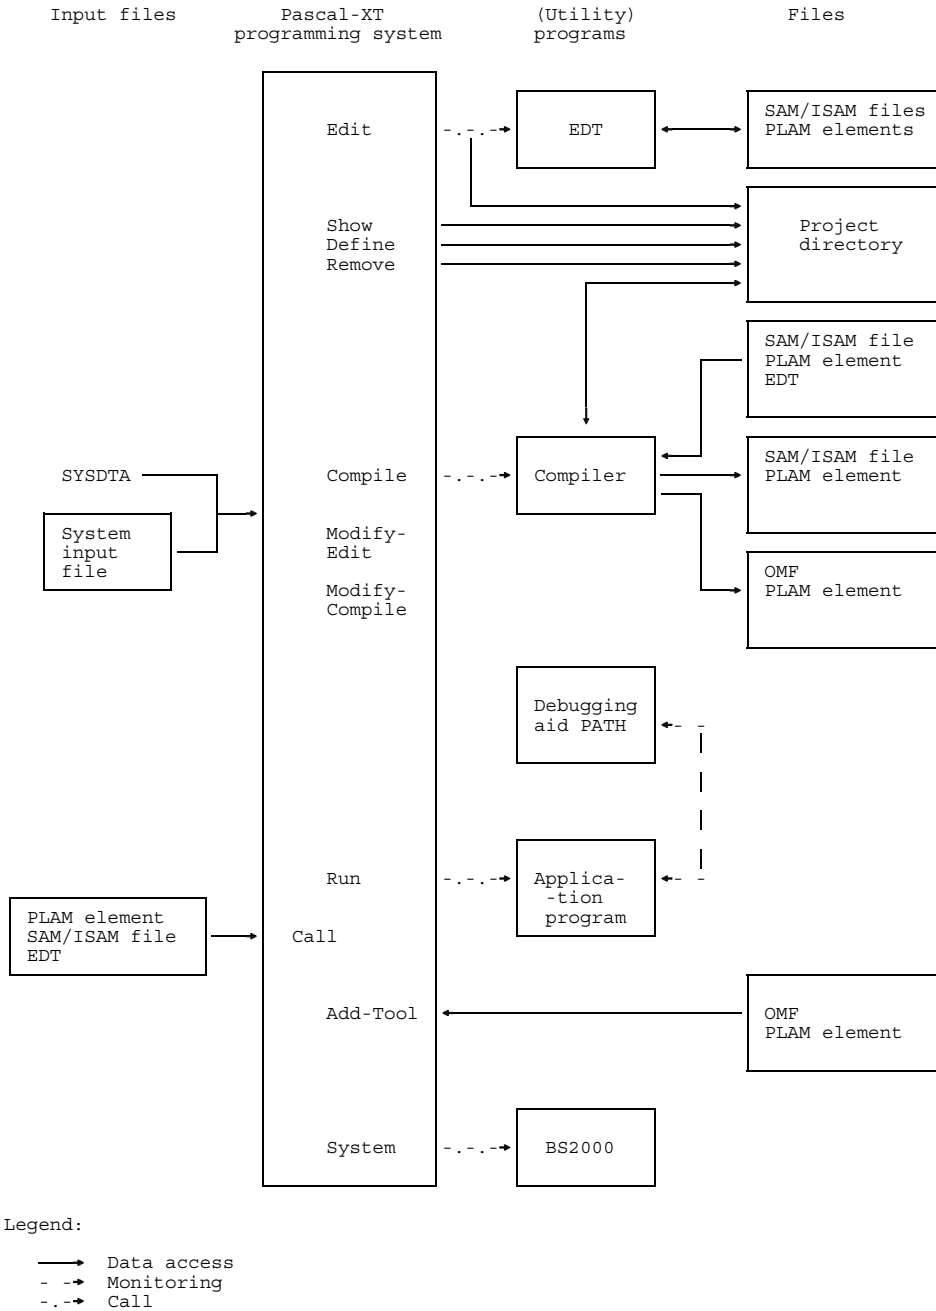 Input files
Pascal-XT
programming system
(Utility)
programs
Files
Edit
-.-.-
EDT
SAM/ISAM files
PLAM elements
Show
Define
Remove
Project
directory
SAM/ISAM file
PLAM element
EDT
SYSDTA
System
input
file
Compile
-.-.-
Compiler
SAM/ISAM file
PLAM element
Modify-
Edit
Modify-
Compile
OMF
PLAM element
Debugging
aid PATH
Run
-.-.-
Applica-
-tion
program
PLAM element
SAM/ISAM file
EDT
Call
Add-Tool
OMF
PLAM element
System
-.-.-
BS2000
Legend:
Data access
- - Monitoring
-.- Call